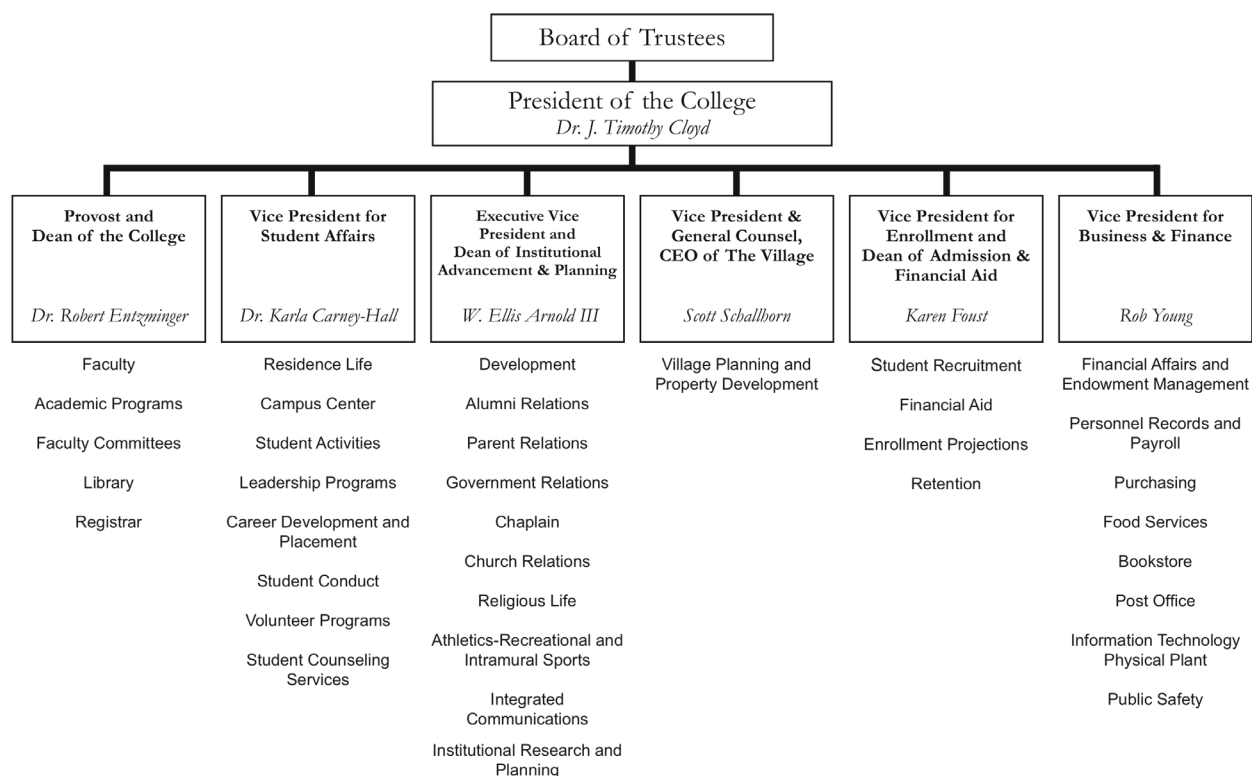 Board of Trustees
President of the College
Dr. J. Timothy Cloyd
Provost and
Dean of the College
Dr. Robert Entzminger
Faculty
Academic Programs
Faculty Committees
Library
Registrar
Vice President for
Student Affairs
Dr. Karla Carney-Hall
Residence Life
Campus Center
Student Activities
Leadership Programs
Career Development and
Placement
Student Conduct
Volunteer Programs
Student Counseling
Services
Executive Vice
President and
Dean of Institutional
Advancement & Planning
W. Ellis Arnold III
Development
Alumni Relations
Parent Relations
Government Relations
Chaplain
Church Relations
Religious Life
Athletics-Recreational and
Intramural Sports
Integrated
Communications
Institutional Research and
Planning
Vice President &
General Counsel,
CEO of The Village
Scott Schallhorn
Village Planning and
Property Development
Vice President for
Enrollment and
Dean of Admission &
Financial Aid
Karen Foust
Student Recruitment
Financial Aid
Enrollment Projections
Retention
Vice President for
Business & Finance
Rob Young
Financial Affairs and
Endowment Management
Personnel Records and
Payroll
Purchasing
Food Services
Bookstore
Post Office
Information Technology
Physical Plant
Public Safety